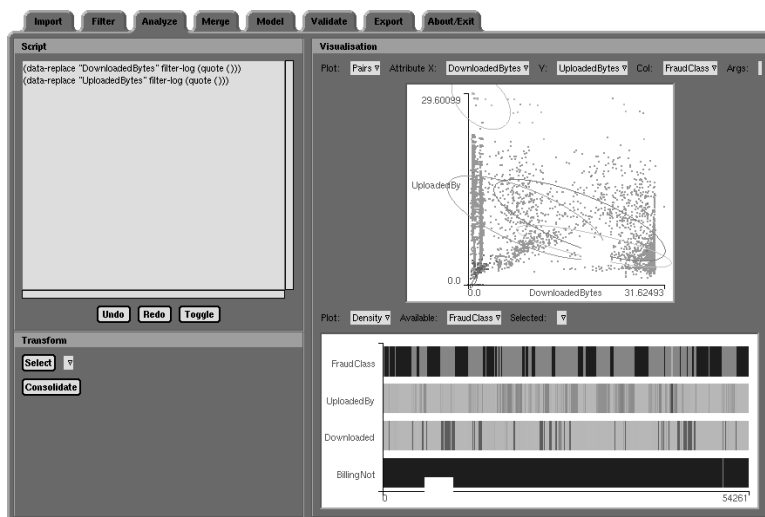 Import Filter Analyze Merge Model Validate Export About/Exit
Script
(data-replace "DownloadedBytes" filter-log (quote ()))
(data-replace "UploadedBytes" filter-log (quote ()))
Undo Redo Toggle
Transform
Select
Consolidate
Visualisation
Plot: Pairs Attribute X: DownloadedBytes Y: UploadedBytes Col: FraudClass Args:
29.60099
UploadedBy
0.0
0.0 DownloadedBytes 31.62493
Plot: Density Available: FraudClass Selected:
FraudClass
UploadedBy
Downloaded
BillingNot
0 54261